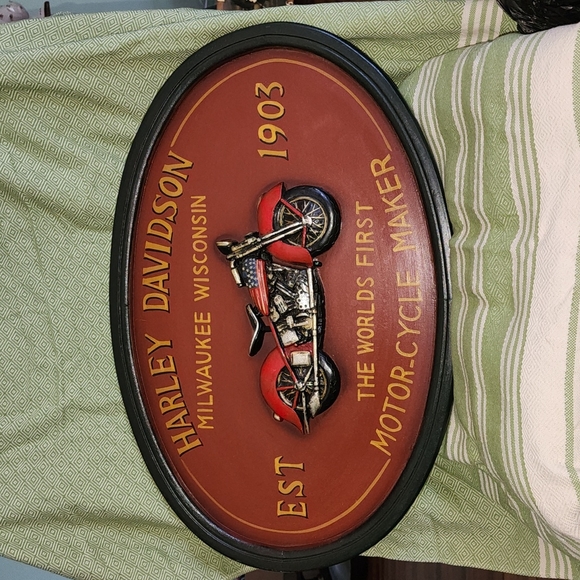 HARLEY DAVIDSON
MILWAUKEE WISCONSIN
EST 1903
THE WORLDS FIRST
MOTOR-CYCLE MAKER